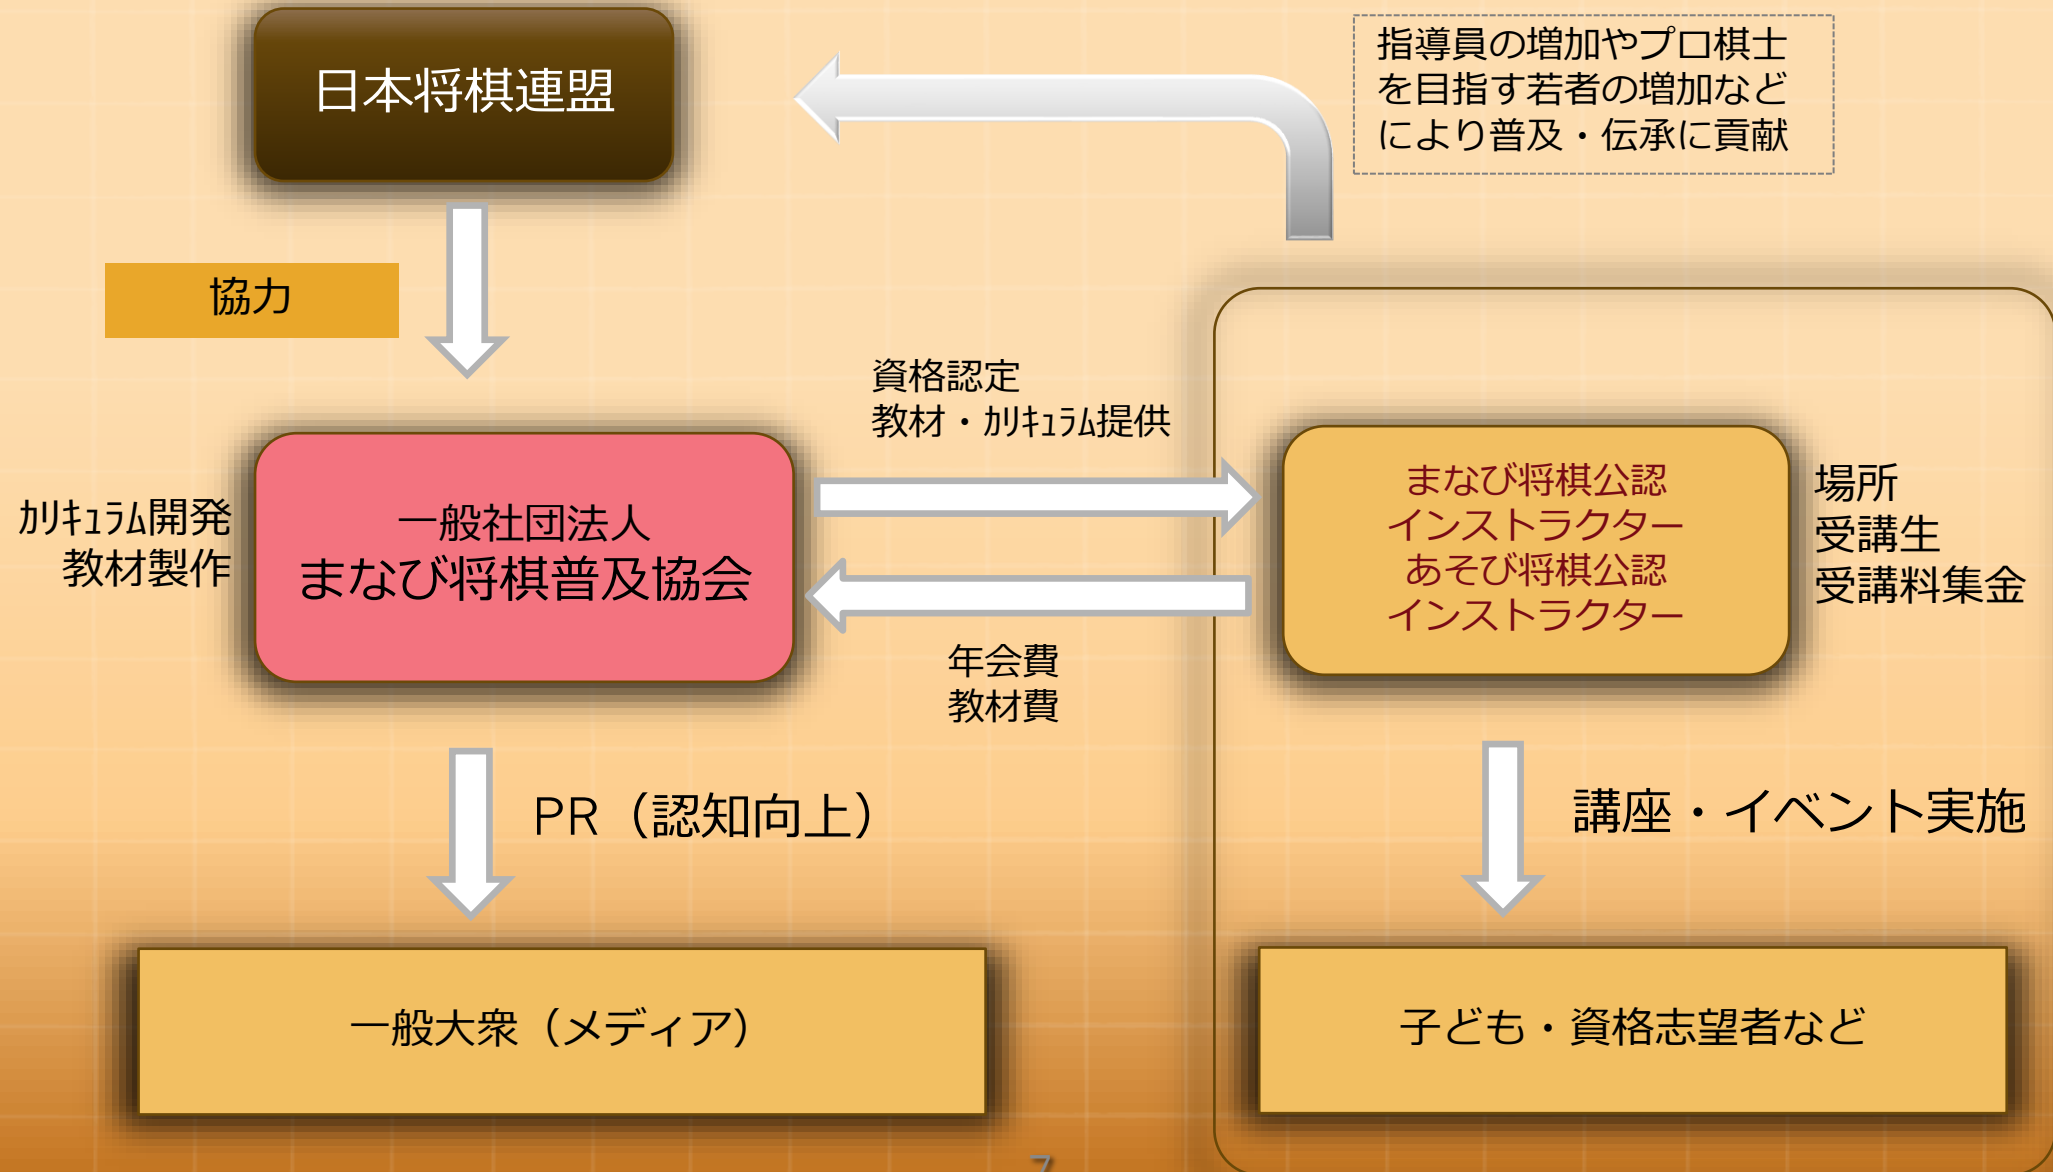 日本将棋連盟
指導員の増加やプロ棋士
を目指す若者の増加など
により普及・伝承に貢献
協力
資格認定
教材・ｶﾘｷｭﾗﾑ提供
ｶﾘｷｭﾗﾑ開発
教材製作
一般社団法人
まなび将棋普及協会
まなび将棋公認
インストラクター
あそび将棋公認
インストラクター
場所
受講生
受講料集金
年会費
教材費
PR（認知向上）
講座・イベント実施
一般大衆（メディア）
子ども・資格志望者など
7